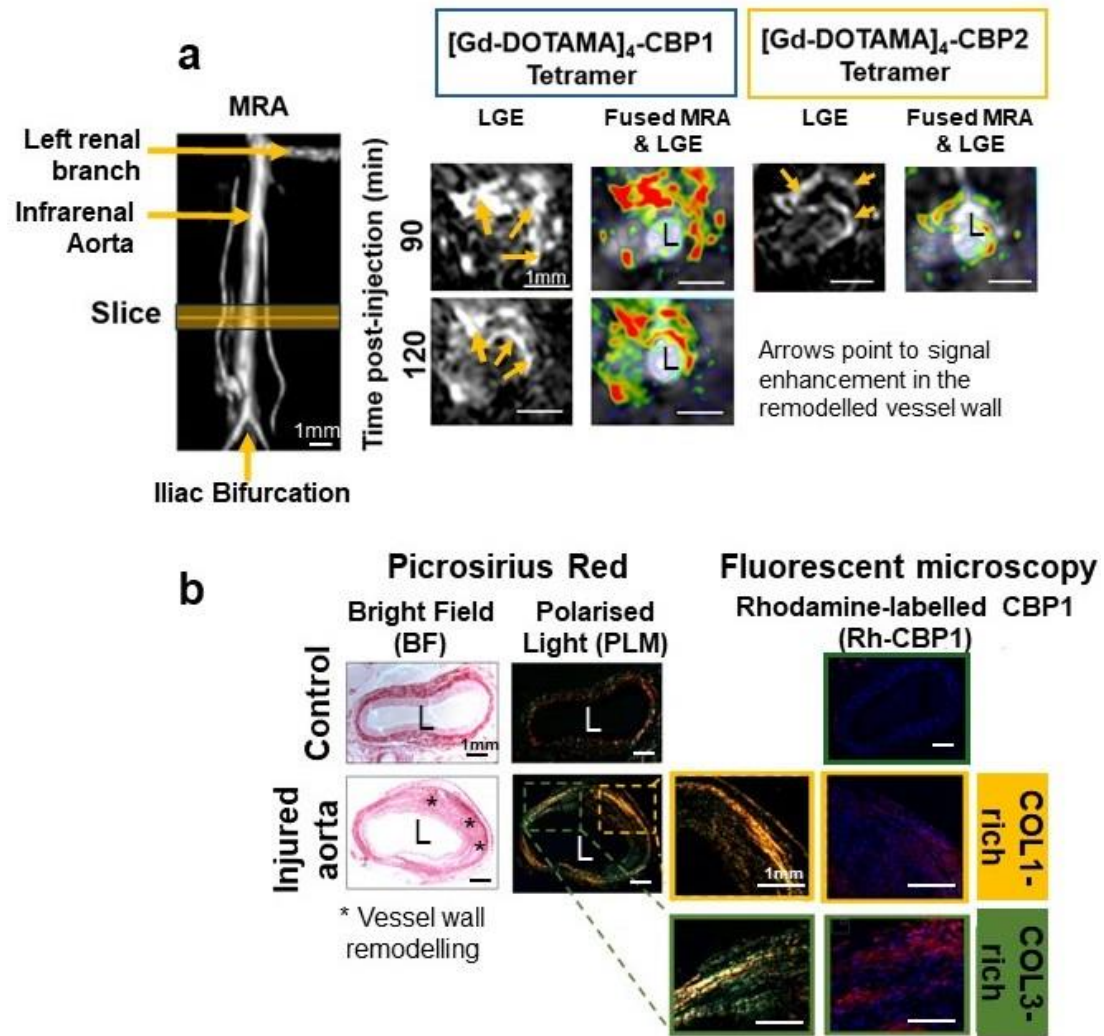 a
MRA
Left renal
branch
Infrarenal
Aorta
Slice
1mm
Iliac Bifurcation
[Gd-DOTAMA]₄-CBP1
Tetramer
[Gd-DOTAMA]₄-CBP2
Tetramer
LGE
Fused MRA
& LGE
LGE
Fused MRA
& LGE
Time post-injection (min)
90
1mm
L
L
120
L
Arrows point to signal
enhancement in the
remodelled vessel wall
b
Picrosirius Red
Fluorescent microscopy
Bright Field
(BF)
Polarised
Light (PLM)
Rhodamine-labelled CBP1
(Rh-CBP1)
Control
L
1mm
L
Injured
aorta
L
*
*
*
L
1mm
COL1-
rich
* Vessel wall
remodelling
COL3-
rich